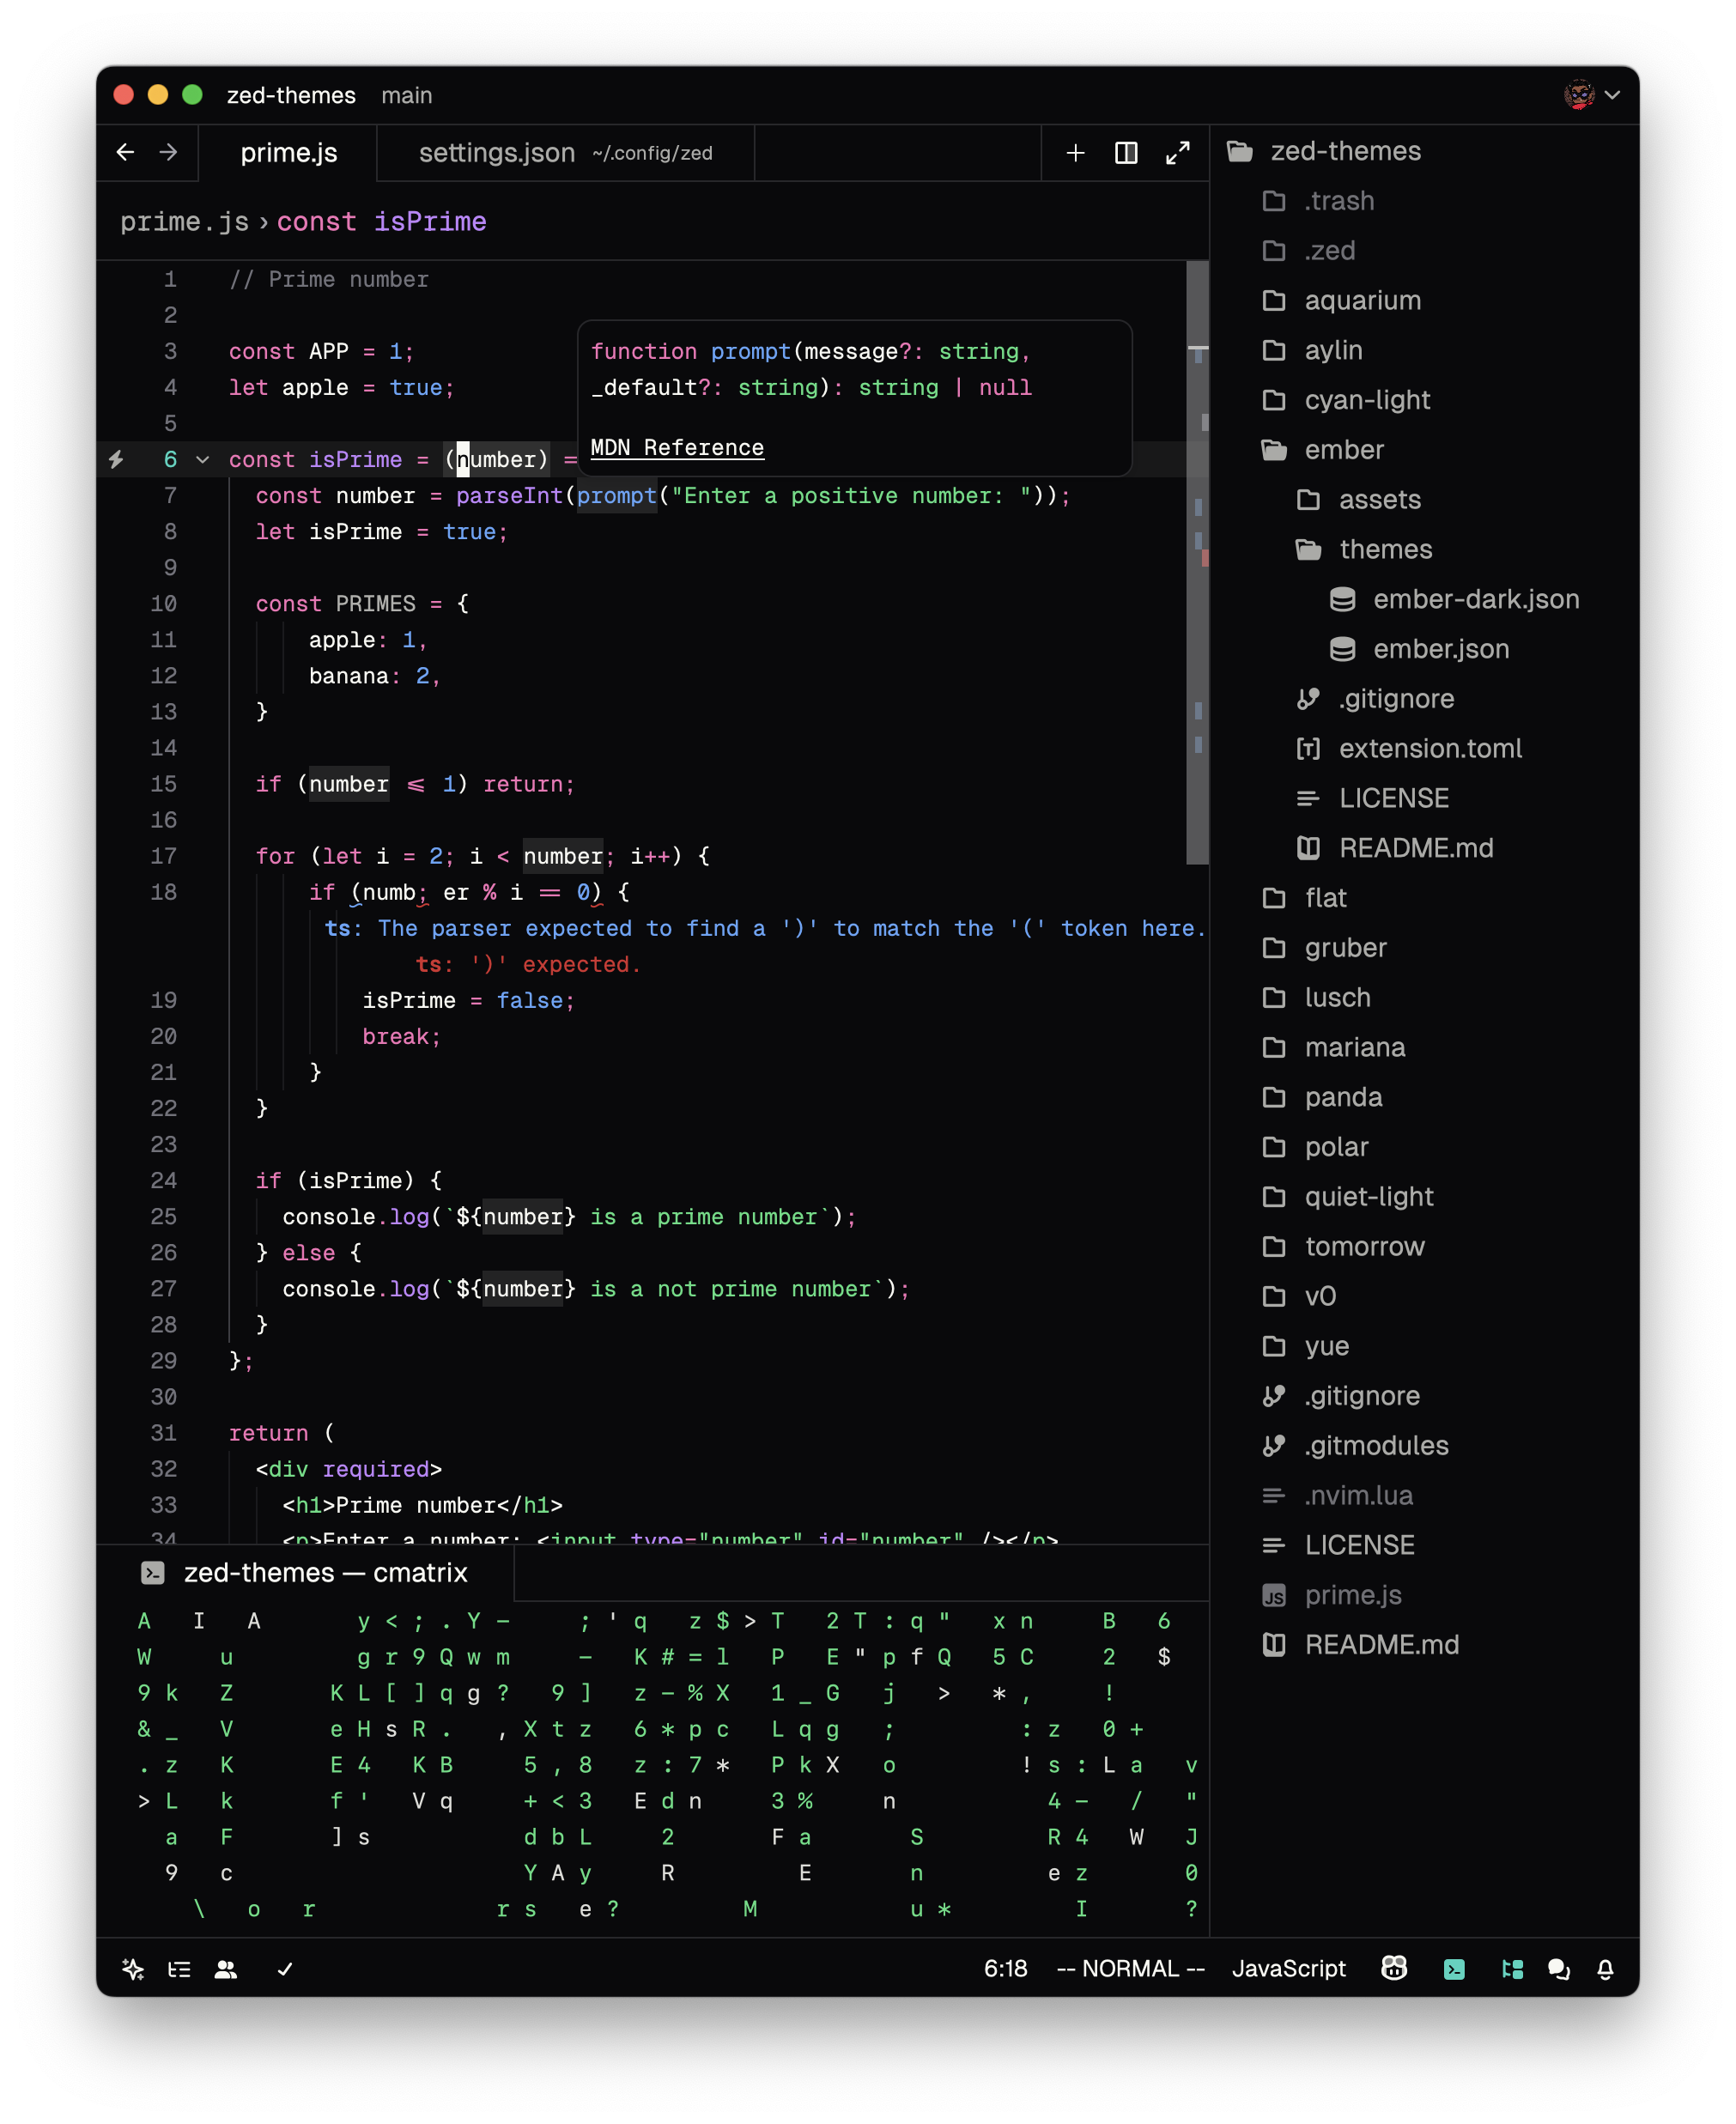 zed-themes main
prime.js settings.json ~/.config/zed
prime.js › const isPrime
1 // Prime number
2
3 const APP = 1;
4 let apple = true;
5
6 const isPrime = (number) =
function prompt(message?: string,
_default?: string): string | null
MDN Reference
7 const number = parseInt(prompt("Enter a positive number: "));
8 let isPrime = true;
9
10 const PRIMES = {
11 apple: 1,
12 banana: 2,
13 }
14
15 if (number <= 1) return;
16
17 for (let i = 2; i < number; i++) {
18 if (numb; er % i == 0) {
ts: The parser expected to find a ')' to match the '(' token here.
ts: ')' expected.
19 isPrime = false;
20 break;
21 }
22 }
23
24 if (isPrime) {
25 console.log(`${number} is a prime number`);
26 } else {
27 console.log(`${number} is a not prime number`);
28 }
29 };
30
31 return (
32 <div required>
33 <h1>Prime number</h1>
34 <p>Enter a number: <input type="number" id="number" /></p>
zed-themes — cmatrix
A I A y < ; . Y - ; ' q z $ > T 2 T : q " x n B 6
W u g r 9 Q w m - K # = l P E " p f Q 5 C 2 $
9 k Z K L [ ] q g ? 9 ] z - % X 1 _ G j > * , !
& _ V e H s R . , X t z 6 * p c L q g ; : z 0 +
. z K E 4 K B 5 , 8 z : 7 * P k X o ! s : L a v
> L k f ' V q + < 3 E d n 3 % n 4 - / "
a F ] s d b L 2 F a S R 4 W J
9 c Y A y R E n e z 0
\ o r r s e ? M u * I ?
6:18 -- NORMAL -- JavaScript
zed-themes
.trash
.zed
aquarium
aylin
cyan-light
ember
assets
themes
ember-dark.json
ember.json
.gitignore
extension.toml
LICENSE
README.md
flat
gruber
lusch
mariana
panda
polar
quiet-light
tomorrow
v0
yue
.gitignore
.gitmodules
.nvim.lua
LICENSE
prime.js
README.md